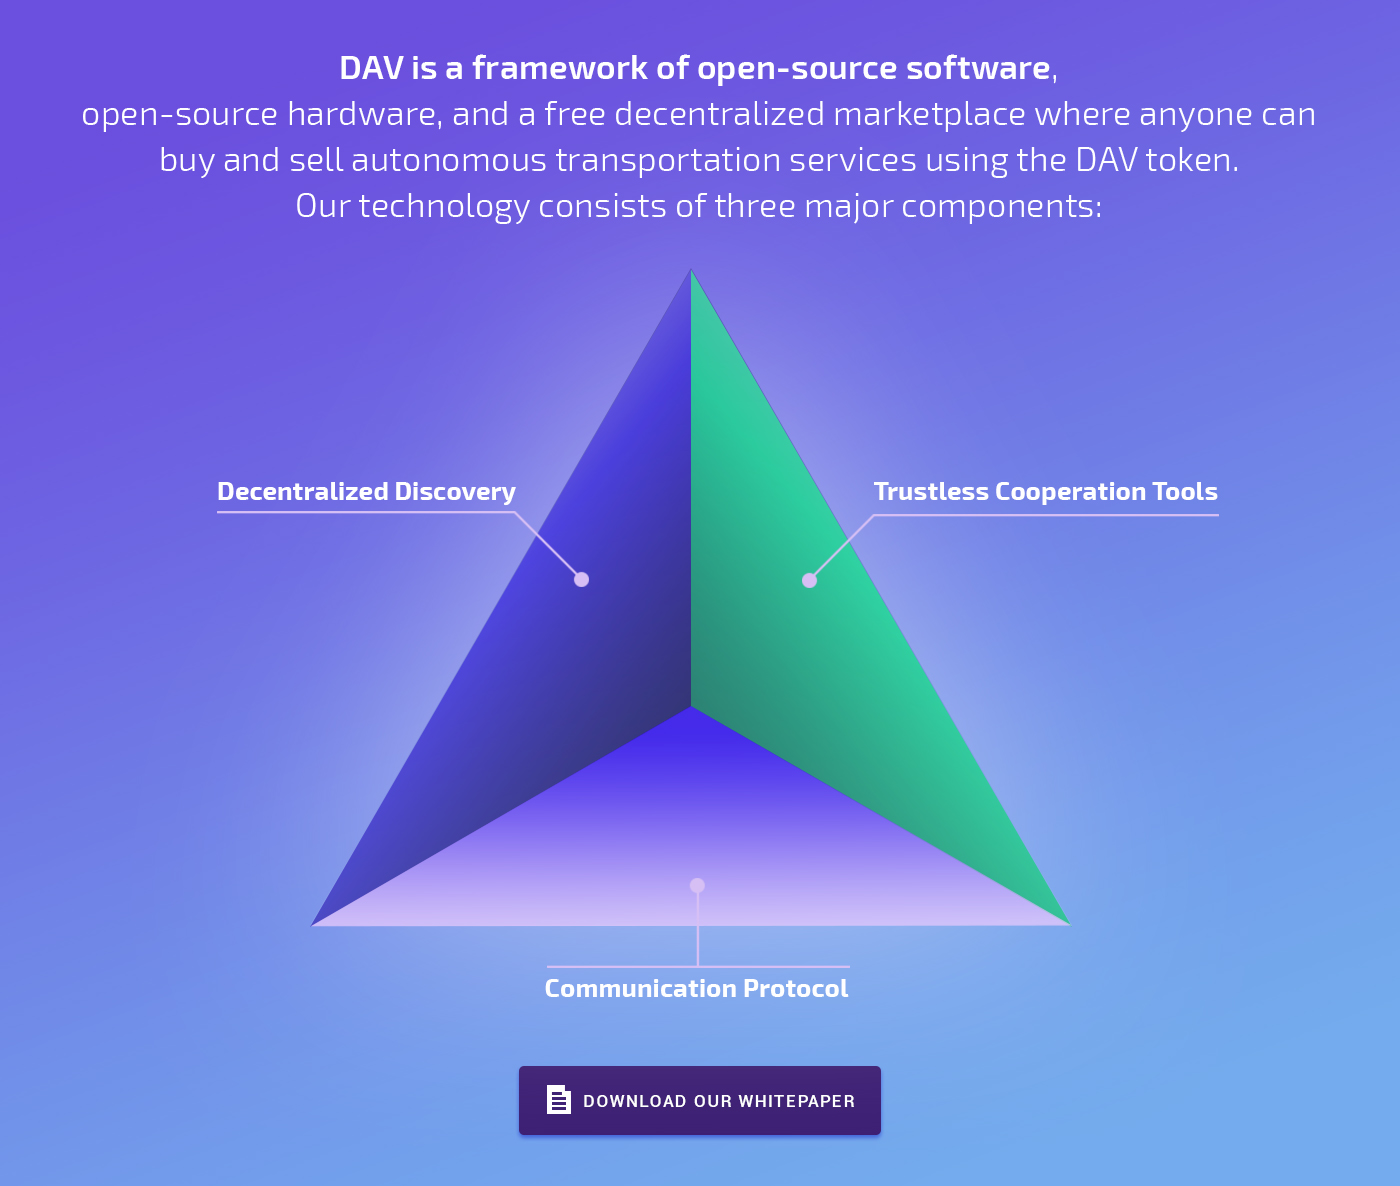 DAV is a framework of open-source software,
open-source hardware, and a free decentralized marketplace where anyone can
buy and sell autonomous transportation services using the DAV token.
Our technology consists of three major components:
Decentralized Discovery
Trustless Cooperation Tools
Communication Protocol
DOWNLOAD OUR WHITEPAPER